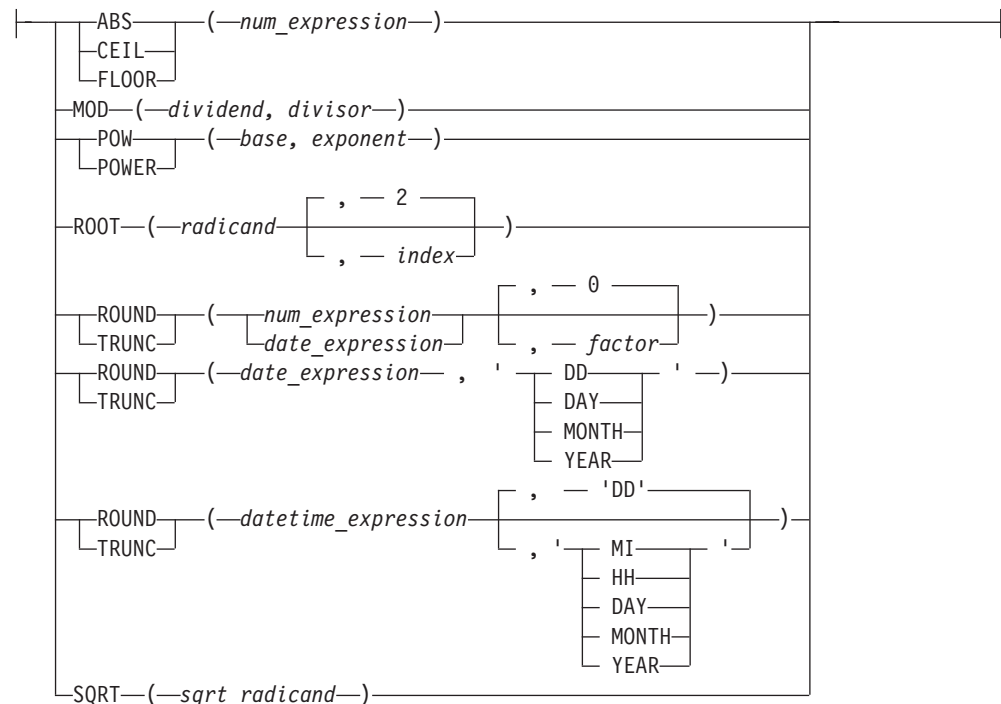 ABS ( num_expression )
CEIL
FLOOR
MOD ( dividend, divisor )
POW ( base, exponent )
POWER
, 2
ROOT ( radicand )
, index
, 0
ROUND ( num_expression )
TRUNC date_expression , factor
ROUND ( date_expression , ' DD ' )
TRUNC DAY
MONTH
YEAR
, 'DD'
ROUND ( datetime_expression )
TRUNC , ' MI '
HH
DAY
MONTH
YEAR
SQRT ( sqrt_radicand )